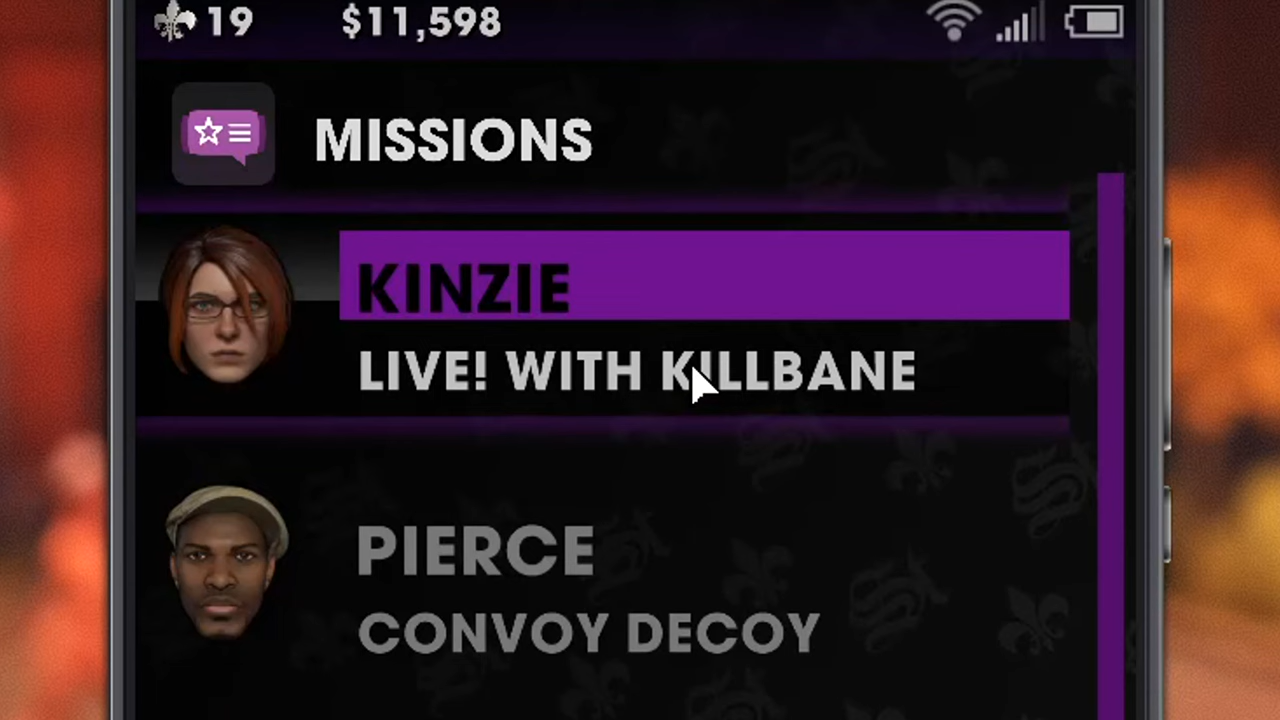 19 $11,598
MISSIONS
KINZIE
LIVE! WITH KILLBANE
PIERCE
CONVOY DECOY